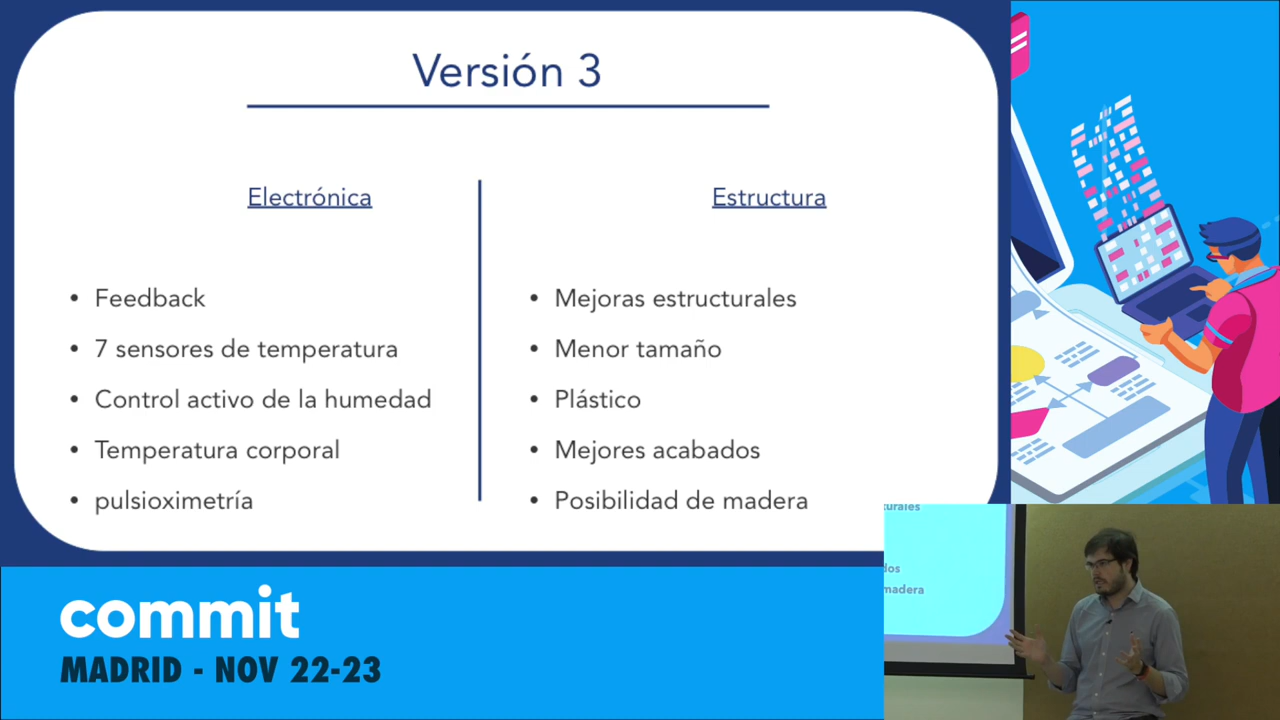 Versión 3
Electrónica
• Feedback
• 7 sensores de temperatura
• Control activo de la humedad
• Temperatura corporal
• pulsioximetría
Estructura
• Mejoras estructurales
• Menor tamaño
• Plástico
• Mejores acabados
• Posibilidad de madera
commit
MADRID - NOV 22-23
madera